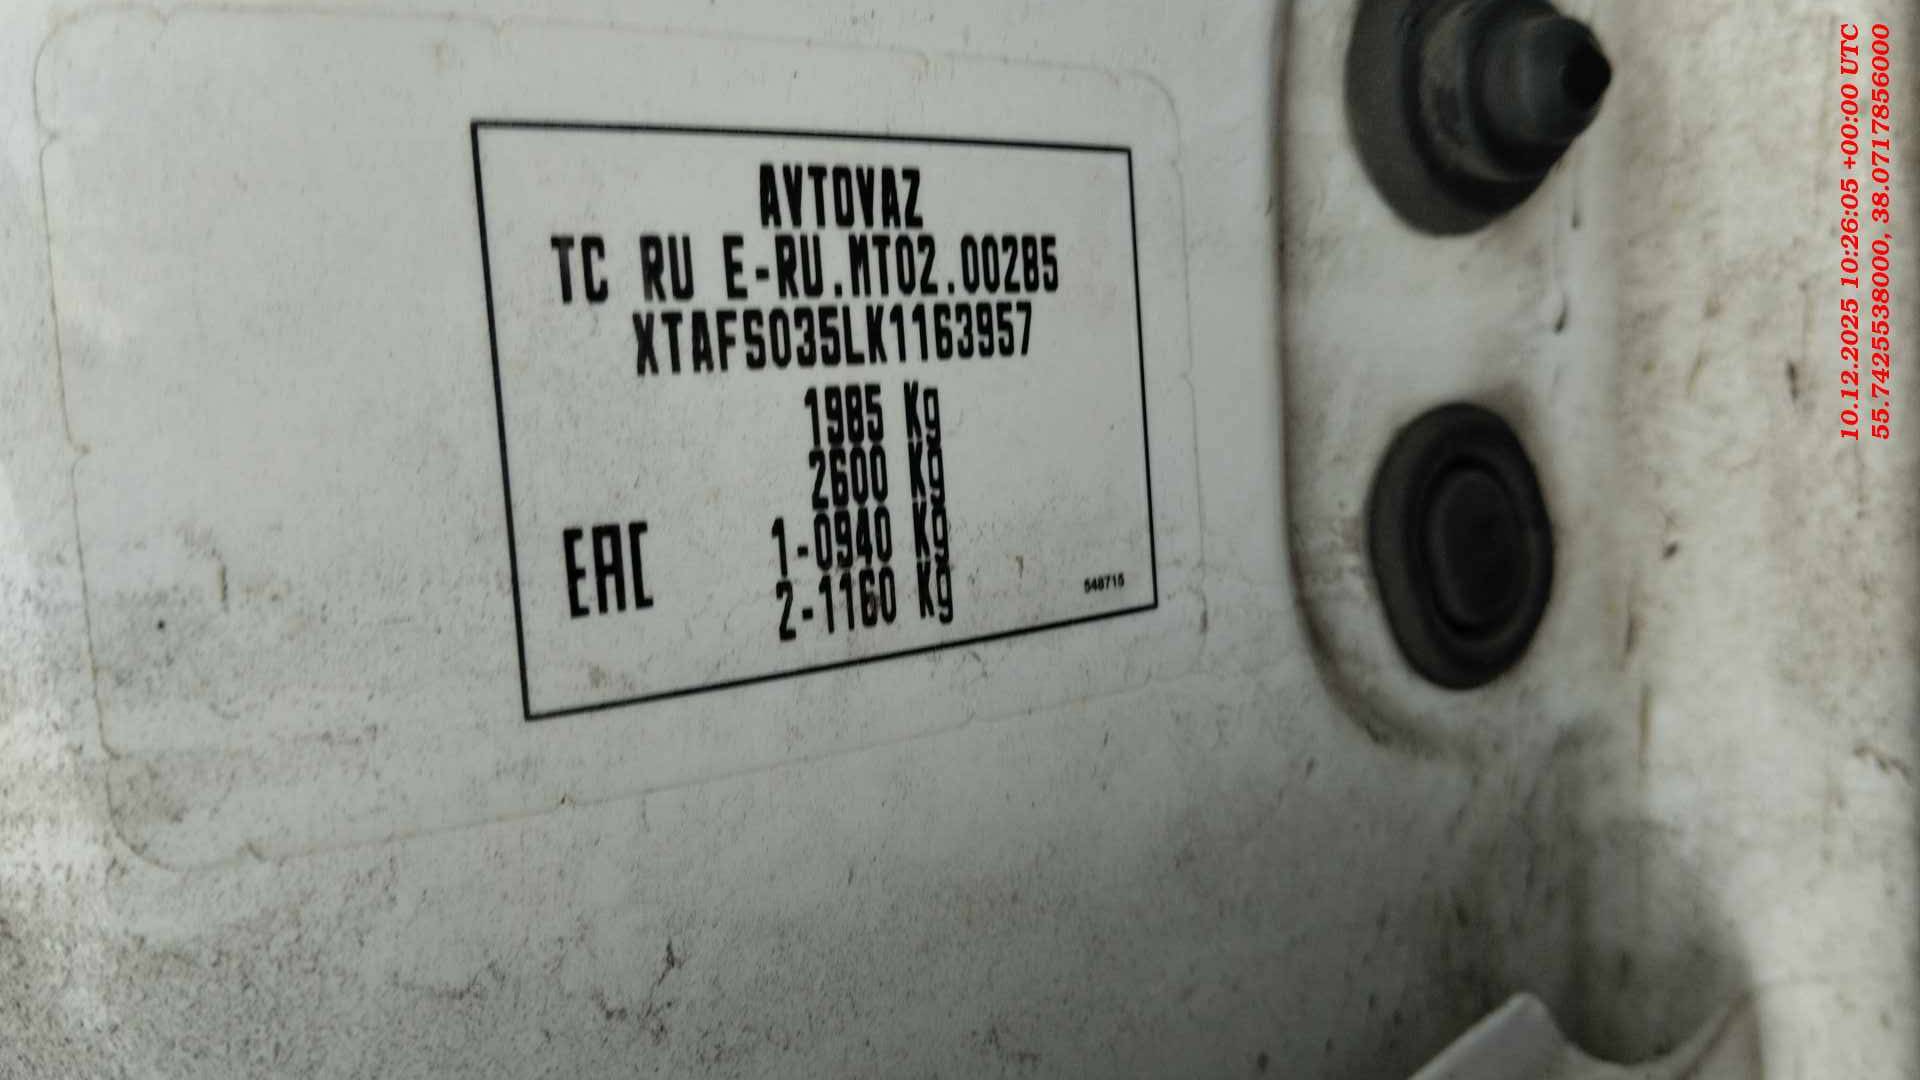 AVTOVAZ
TC RU E-RU.MT02.00285
XTAFS035LK1163957
1985 Kg
2600 Kg
1-0940 Kg
2-1160 Kg
EAC
548715
10.12.2025 10:26:05 +00:00 UTC
55.7425538000, 38.0717856000